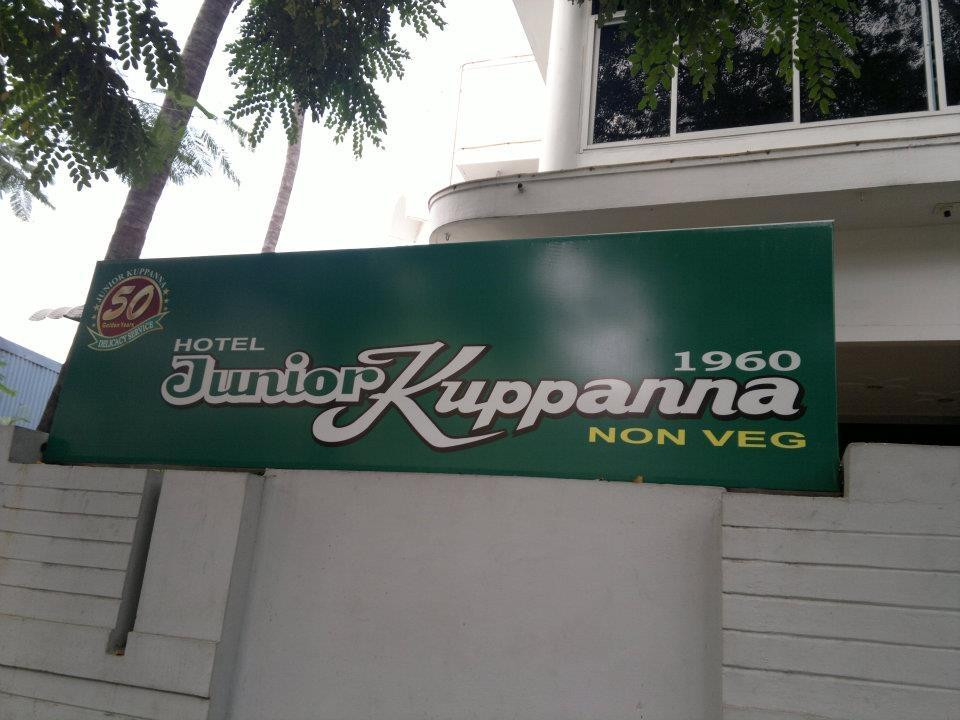 JUNIOR KUPPANNA
50
Golden Years
DELICACY SERVICE
HOTEL
1960
Junior Kuppanna
NON VEG